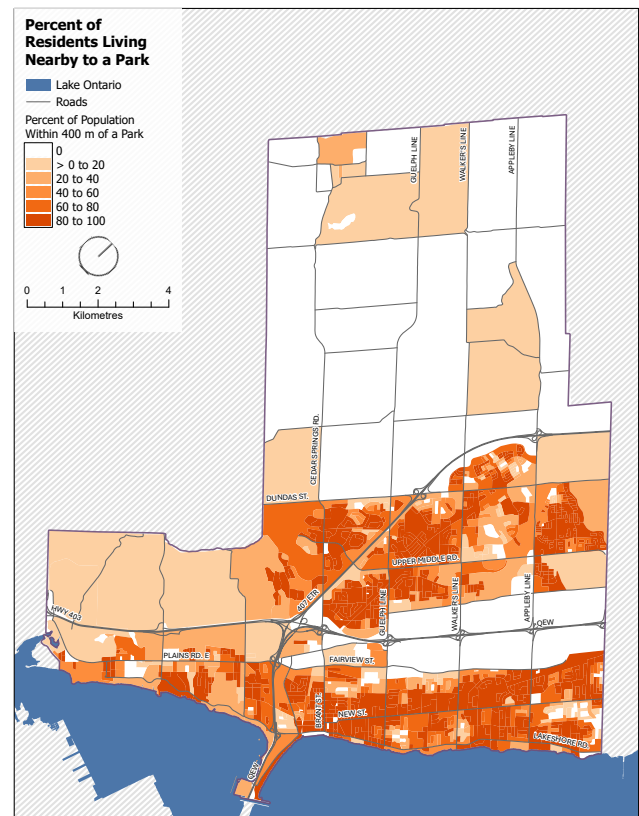 Percent of
Residents Living
Nearby to a Park
Lake Ontario
Roads
Percent of Population
Within 400 m of a Park
0
> 0 to 20
20 to 40
40 to 60
60 to 80
80 to 100
0 1 2 4
Kilometres
GUELPH LINE
WALKER'S LINE
APPLEBY LINE
CEDAR SPRINGS RD.
DUNDAS ST.
UPPER MIDDLE RD.
407 ETR
GUELPH LINE
WALKER'S LINE
APPLEBY LINE
HWY 403
QEW
PLAINS RD. E
FAIRVIEW ST.
BRANT ST.
NEW ST.
LAKESHORE RD.
QEW